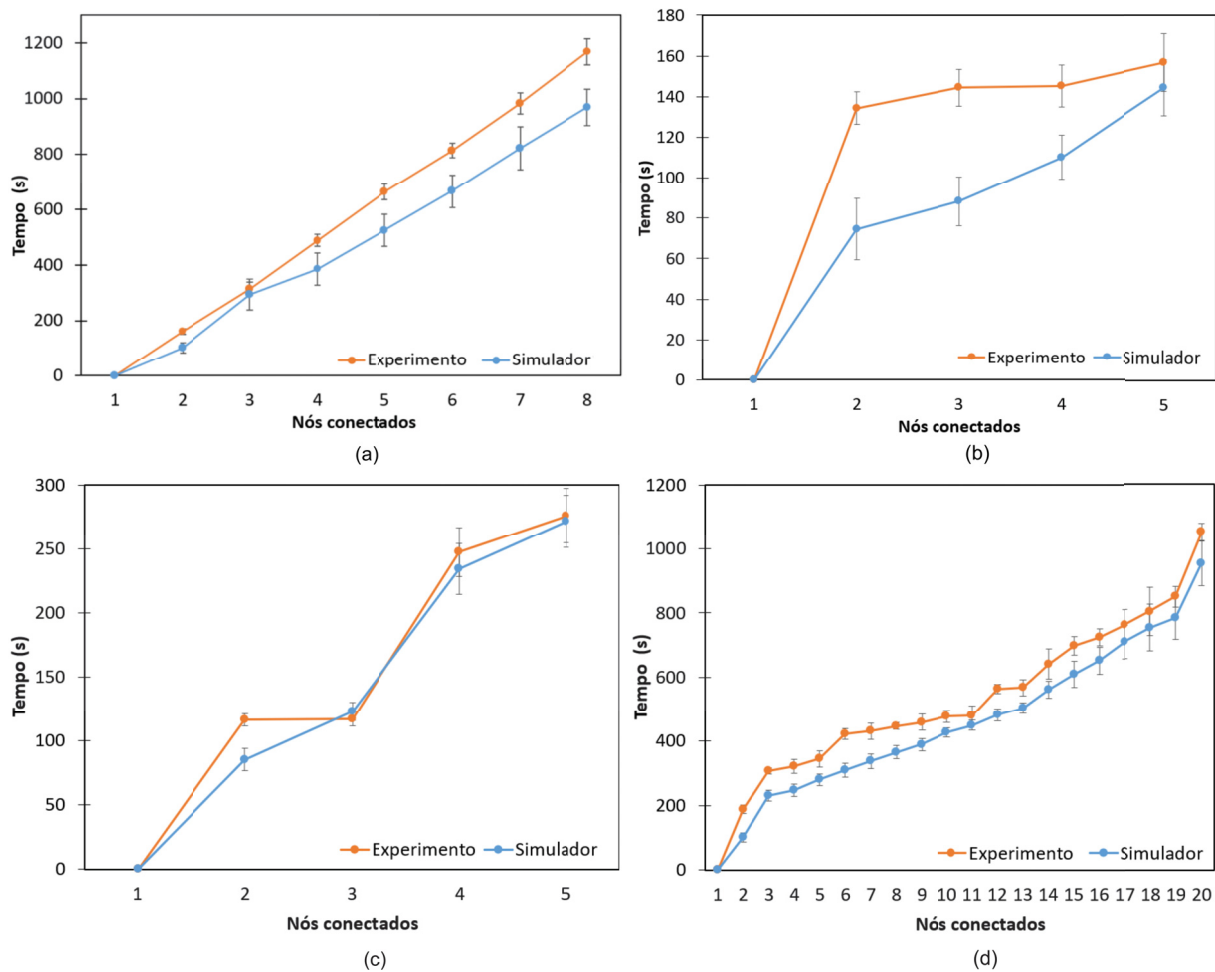 (a)
1200
1000
800
600
400
200
0
Tempo (s)
Experimento Simulador
1 2 3 4 5 6 7 8
Nós conectados
(b)
180
160
140
120
100
80
60
40
20
0
Tempo (s)
Experimento Simulador
1 2 3 4 5
Nós conectados
(a)
(b)
300
250
200
150
100
50
0
Tempo (s)
Experimento Simulador
1 2 3 4 5
Nós conectados
(c)
1200
1000
800
600
400
200
0
Tempo (s)
Experimento Simulador
1 2 3 4 5 6 7 8 9 10 11 12 13 14 15 16 17 18 19 20
Nós conectados
(d)